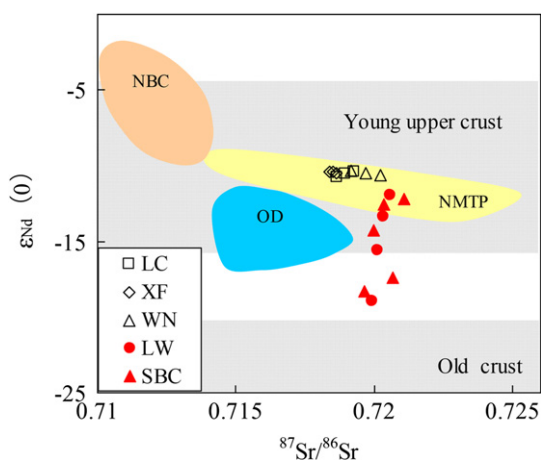 0
-5
-15
-25
εNd (0)
NBC
Young upper crust
NMTP
OD
LC
XF
WN
LW
SBC
Old crust
0.71
0.715
0.72
0.725
⁸⁷Sr/⁸⁶Sr